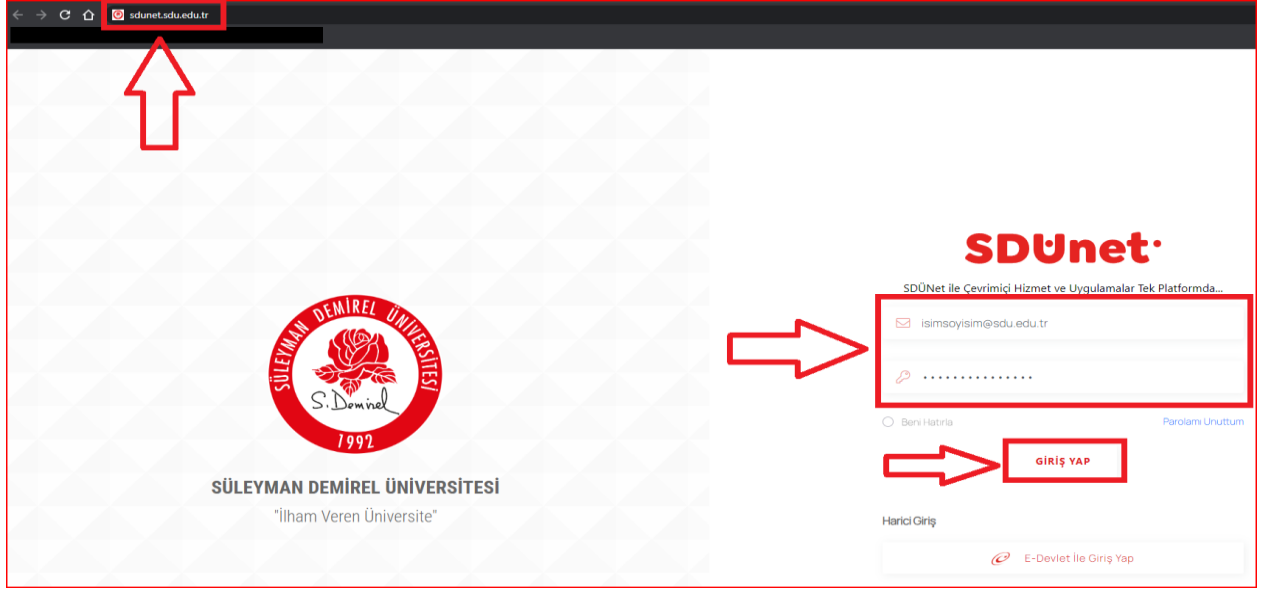 sdunet.sdu.edu.tr
SÜLEYMAN DEMİREL ÜNİVERSİTESİ
S. Demirel
1992
SÜLEYMAN DEMİREL ÜNİVERSİTESİ
"İlham Veren Üniversite"
SDÜnet
SDÜNet ile Çevrimiçi Hizmet ve Uygulamalar Tek Platformda...
isimsoyisim@sdu.edu.tr
Beni Hatırla
Parolamı Unuttum
GİRİŞ YAP
Harici Giriş
E-Devlet İle Giriş Yap